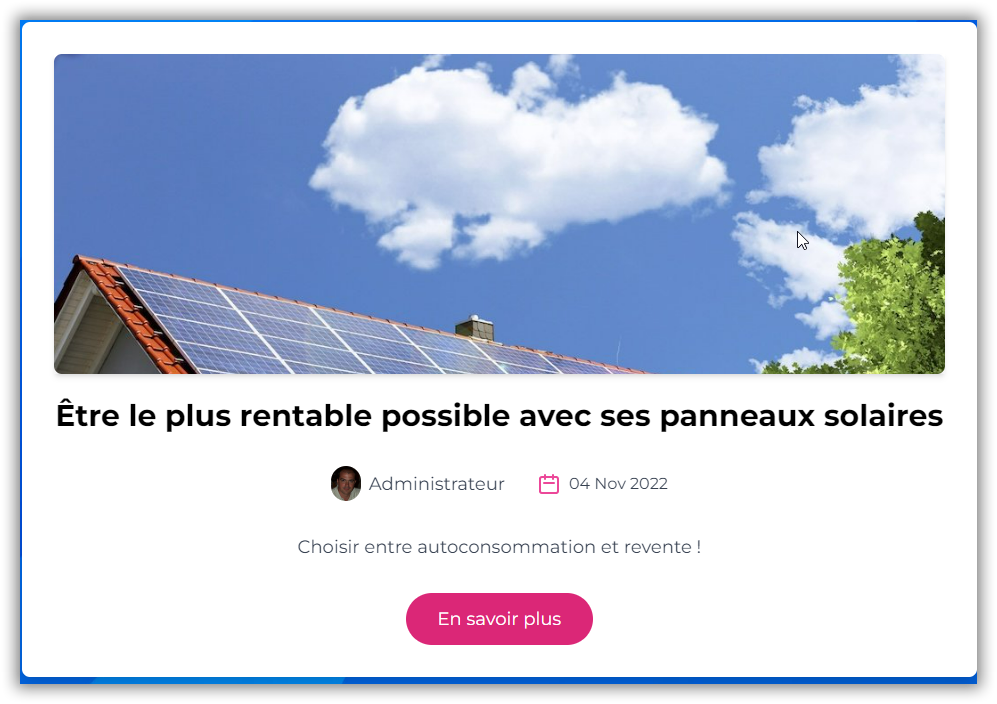 Être le plus rentable possible avec ses panneaux solaires
Administrateur
04 Nov 2022
Choisir entre autoconsommation et revente !
En savoir plus